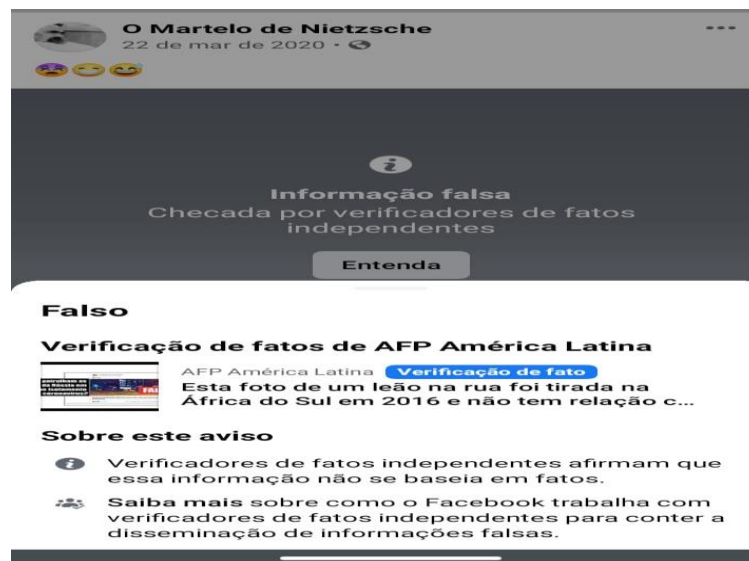 O Martelo de Nietzsche
22 de mar de 2020
Informação falsa
Checada por verificadores de fatos
independentes
Entenda
Falso
Verificação de fatos de AFP América Latina
AFP América Latina Verificação de fato
Esta foto de um leão na rua foi tirada na
África do Sul em 2016 e não tem relação c...
Sobre este aviso
Verificadores de fatos independentes afirmam que
essa informação não se baseia em fatos.
Saiba mais sobre como o Facebook trabalha com
verificadores de fatos independentes para conter a
disseminação de informações falsas.